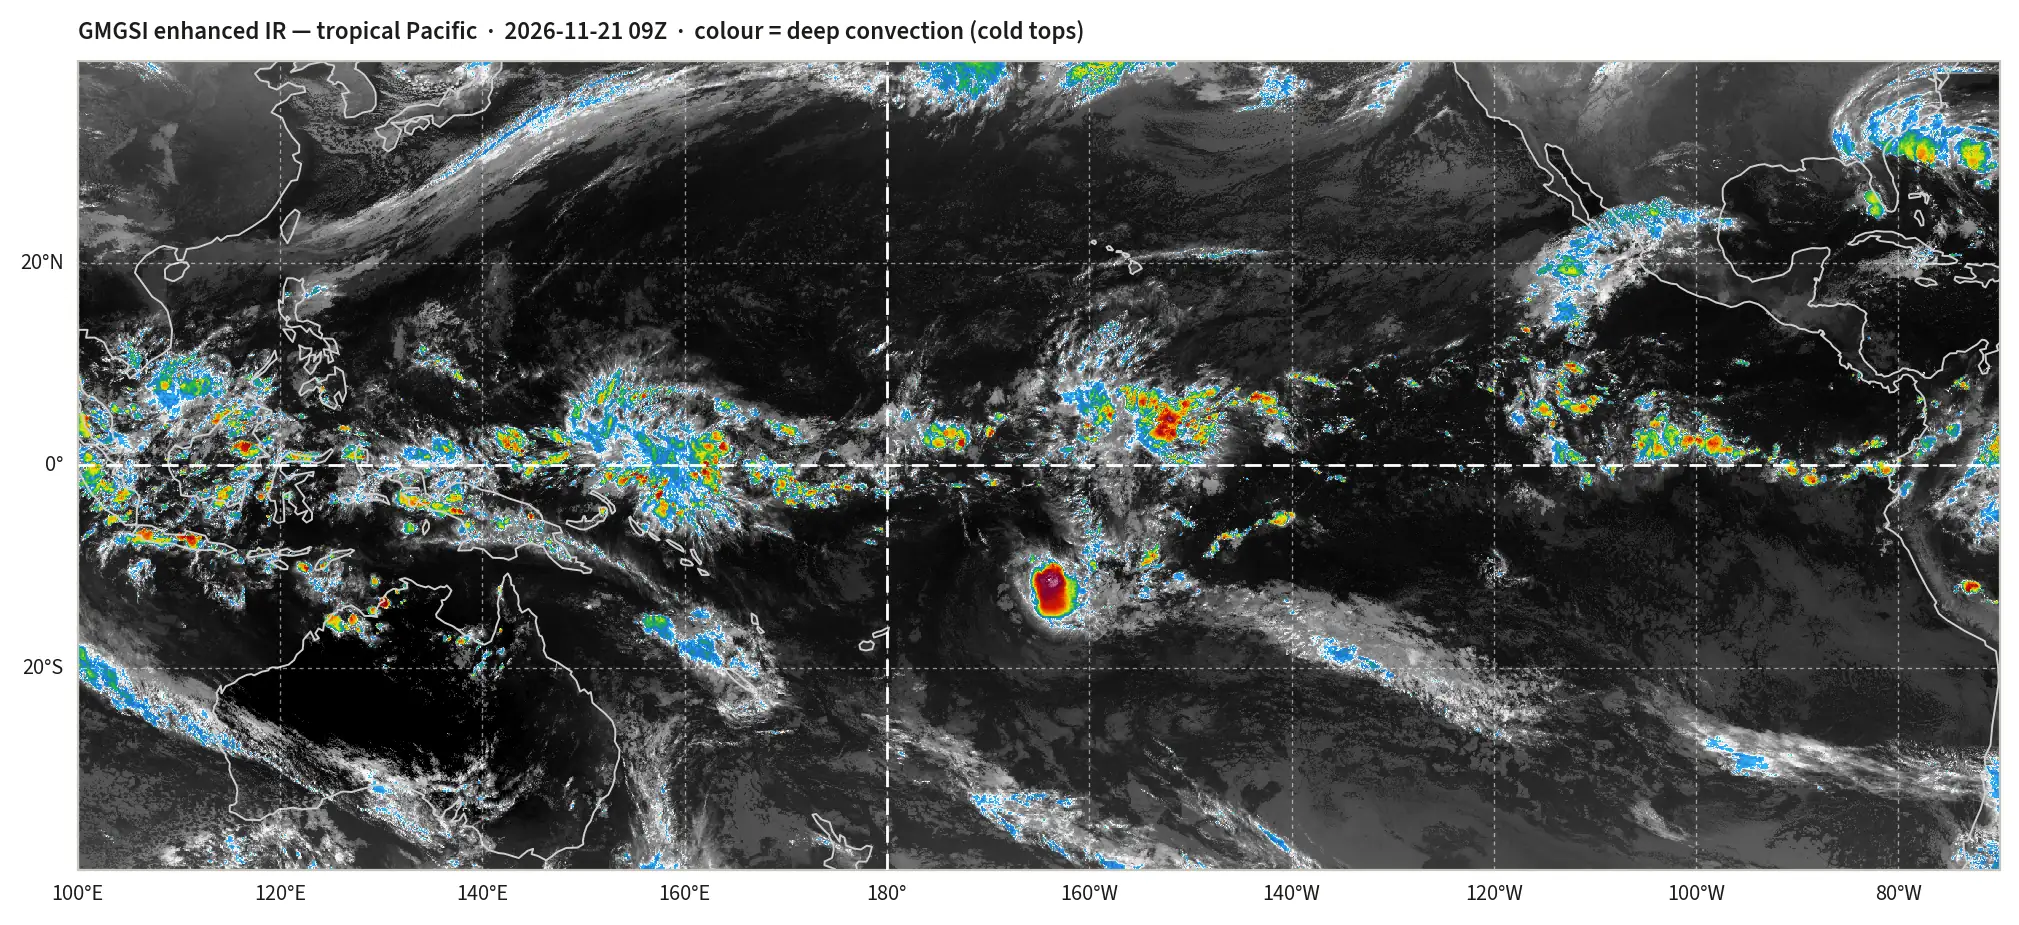 GMGSI enhanced IR — tropical Pacific · 2026-11-21 09Z · colour = deep convection (cold tops)
20°N
0°
20°S
100°E 120°E 140°E 160°E 180° 160°W 140°W 120°W 100°W 80°W